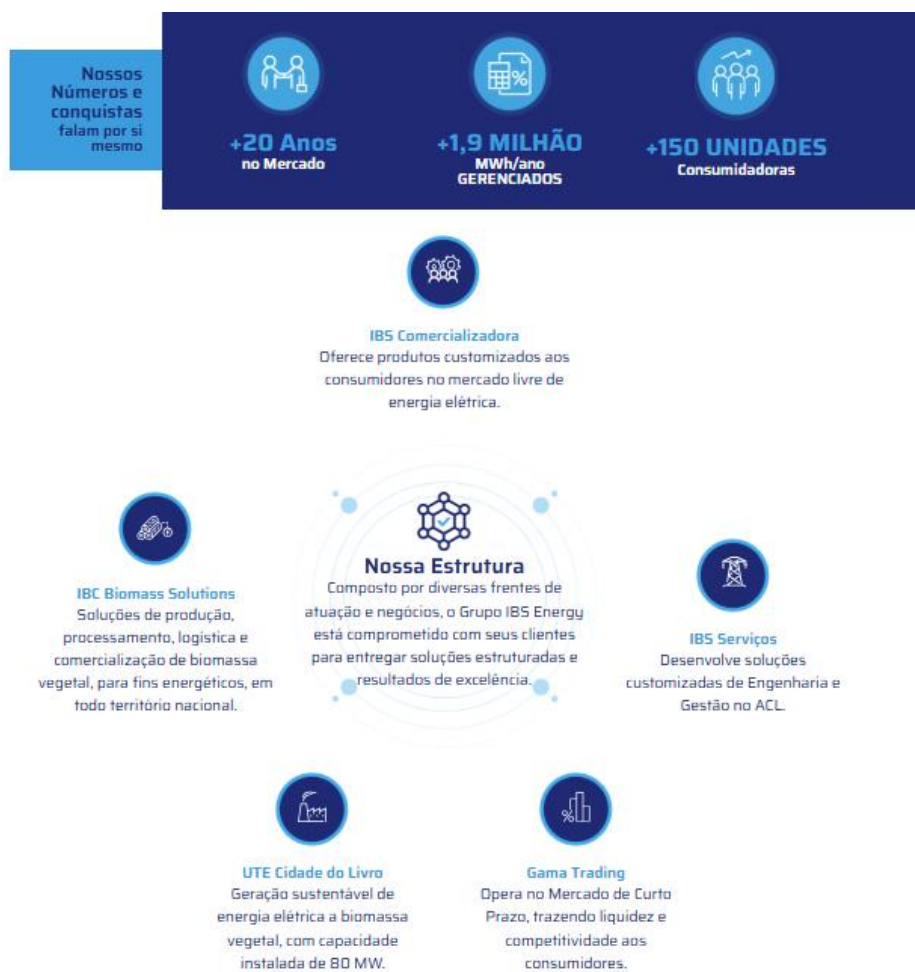 Nossos
Números e
conquistas
falam por si
mesmo
+20 Anos
no Mercado
+1,9 MILHÃO
MWh/ano
GERENCIADOS
+150 UNIDADES
Consumidadoras
IBS Comercializadora
Oferece produtos customizados aos
consumidores no mercado livre de
energia elétrica.
IBC Biomass Solutions
Soluções de produção,
processamento, logística e
comercialização de biomassa
vegetal, para fins energéticos, em
todo território nacional.
Nossa Estrutura
Composto por diversas frentes de
atuação e negócios, o Grupo IBS Energy
está comprometido com seus clientes
para entregar soluções estruturadas e
resultados de excelência.
IBS Serviços
Desenvolve soluções
customizadas de Engenharia e
Gestão no ACL.
UTE Cidade do Livro
Geração sustentável de
energia elétrica a biomassa
vegetal, com capacidade
instalada de 80 MW.
Gama Trading
Opera no Mercado de Curto
Prazo, trazendo liquidez e
competitividade aos
consumidores.